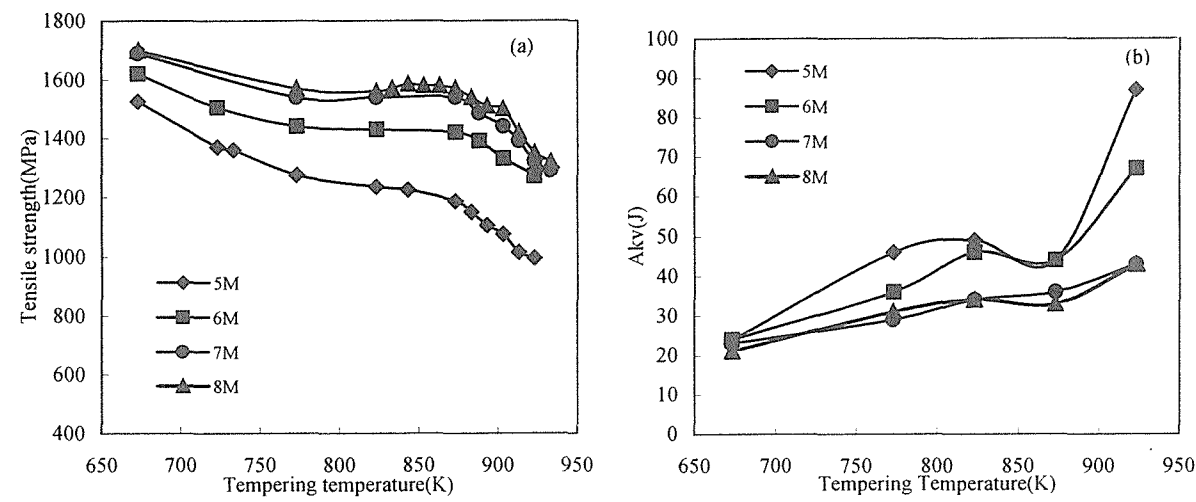 1800
1600
1400
1200
1000
800
600
400
Tensile strength(MPa)
(a)
5M
6M
7M
8M
650 700 750 800 850 900 950
Tempering temperature(K)
100
90
80
70
60
50
40
30
20
10
0
Akv(J)
(b)
5M
6M
7M
8M
650 700 750 800 850 900 950
Tempering Temperature(K)